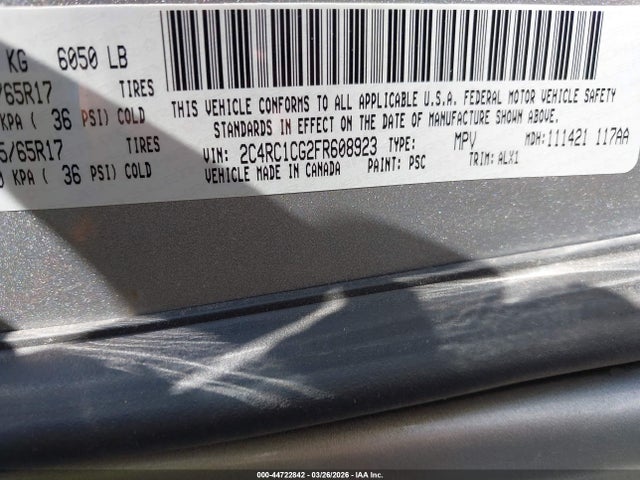 KG 6050 LB
/65R17 TIRES
KPA ( 36 PSI) COLD
5/65R17 TIRES
0 KPA ( 36 PSI) COLD
THIS VEHICLE CONFORMS TO ALL APPLICABLE U.S.A. FEDERAL MOTOR VEHICLE SAFETY
STANDARDS IN EFFECT ON THE DATE OF MANUFACTURE SHOWN ABOVE.
VIN: 2C4RC1CG2FR608923 TYPE: MPV MDH: 111421 117AA
VEHICLE MADE IN CANADA PAINT: PSC TRIM: ALX1
000-44722842 - 03/26/2026 - IAA Inc.